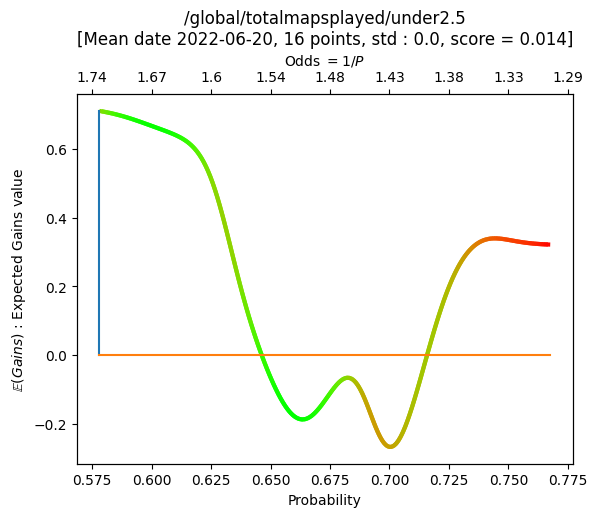 /global/totalmapsplayed/under2.5
[Mean date 2022-06-20, 16 points, std : 0.0, score = 0.014]
Odds = 1/P
1.74 1.67 1.6 1.54 1.48 1.43 1.38 1.33 1.29
0.6
0.4
0.2
0.0
−0.2
𝔼(Gains) : Expected Gains value
0.575 0.600 0.625 0.650 0.675 0.700 0.725 0.750 0.775
Probability